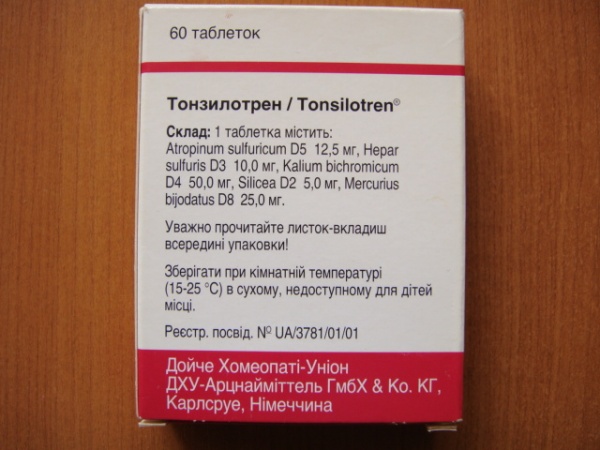 60 таблеток
Тонзилотрен / Tonsilotren®
Склад: 1 таблетка містить:
Atropinum sulfuricum D5 12,5 мг, Hepar
sulfuris D3 10,0 мг, Kalium bichromicum
D4 50,0 мг, Silicea D2 5,0 мг, Mercurius
bijodatus D8 25,0 мг.
Уважно прочитайте листок-вкладиш
всередині упаковки!
Зберігати при кімнатній температурі
(15-25 °C) в сухому, недоступному для дітей
місці.
Реєстр. посвід. № UA/3781/01/01
Дойче Хомеопаті-Уніон
ДХУ-Арцнайміттель ГмбХ & Ко. КГ,
Карлсруе, Німеччина